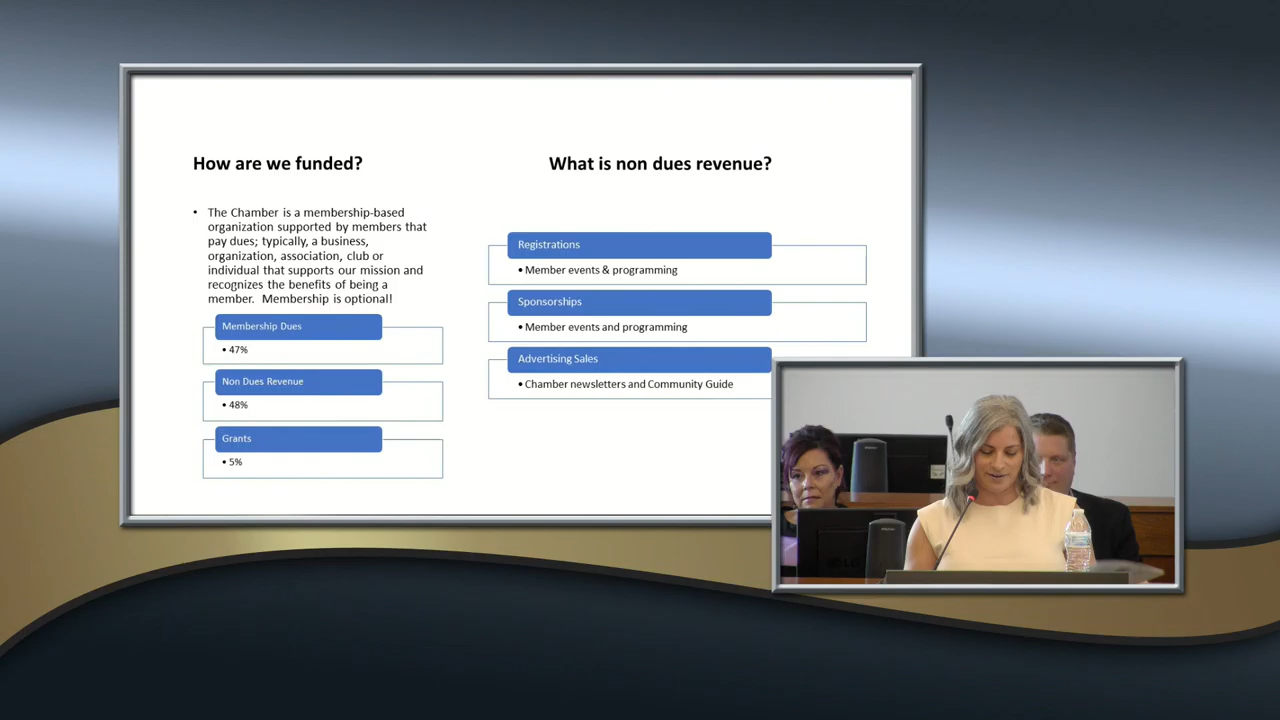 How are we funded?
• The Chamber is a membership-based
organization supported by members that
pay dues; typically, a business,
organization, association, club or
individual that supports our mission and
recognizes the benefits of being a
member. Membership is optional!
Membership Dues
• 47%
Non Dues Revenue
• 48%
Grants
• 5%
What is non dues revenue?
Registrations
• Member events & programming
Sponsorships
• Member events and programming
Advertising Sales
• Chamber newsletters and Community Guide